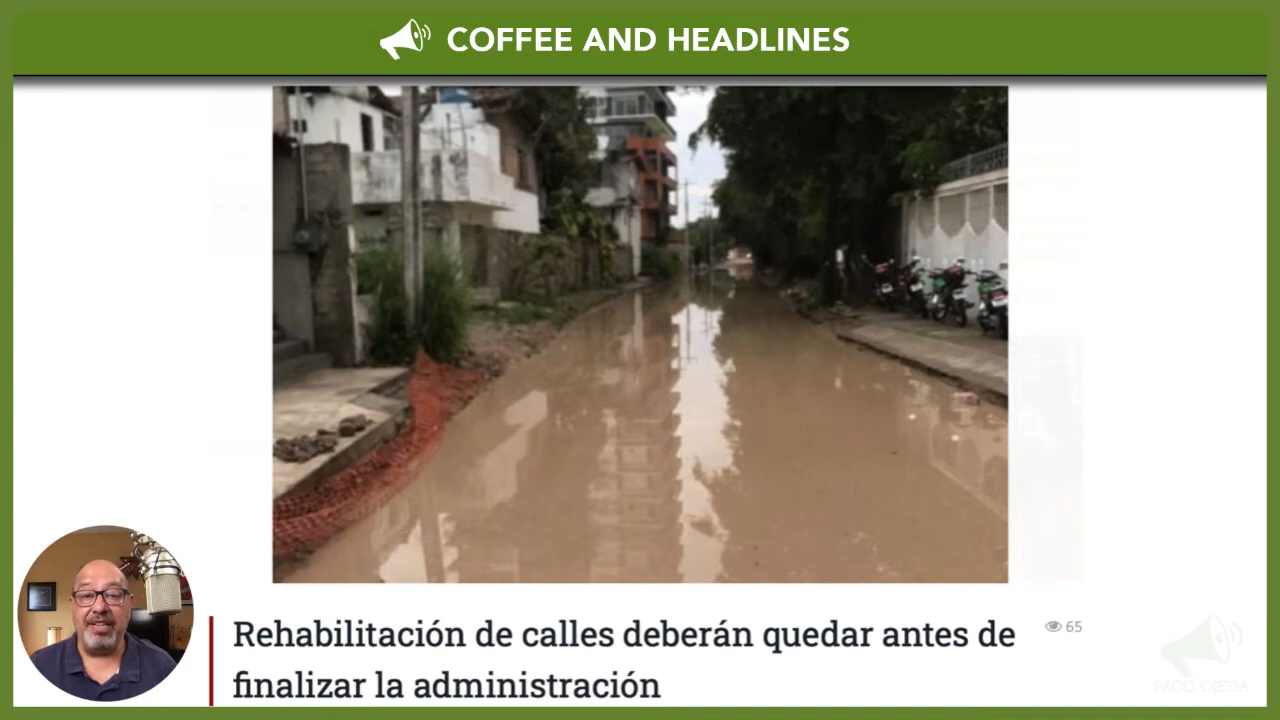 COFFEE AND HEADLINES
Rehabilitación de calles deberán quedar antes de
65
finalizar la administración
PACO OJEDA